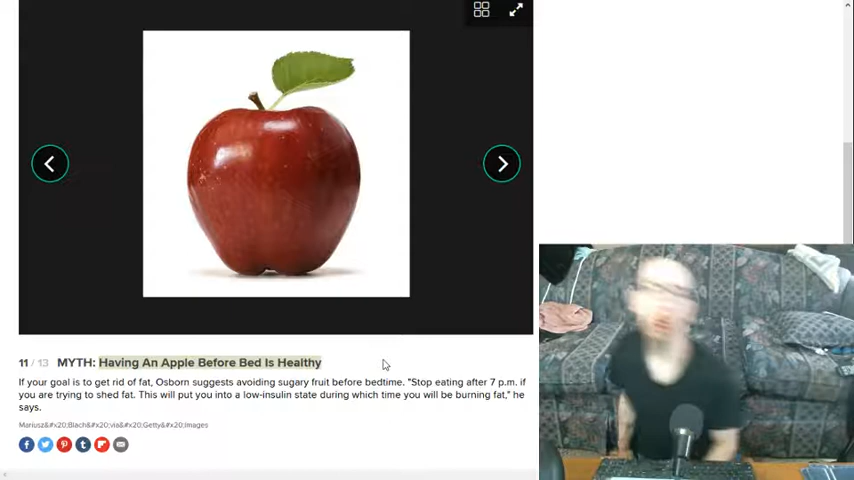 11 / 13 MYTH: Having An Apple Before Bed Is Healthy
If your goal is to get rid of fat, Osborn suggests avoiding sugary fruit before bedtime. "Stop eating after 7 p.m. if
you are trying to shed fat. This will put you into a low-insulin state during which time you will be burning fat," he
says.
Mariusz&#x20;Blach&#x20;via&#x20;Getty&#x20;Images